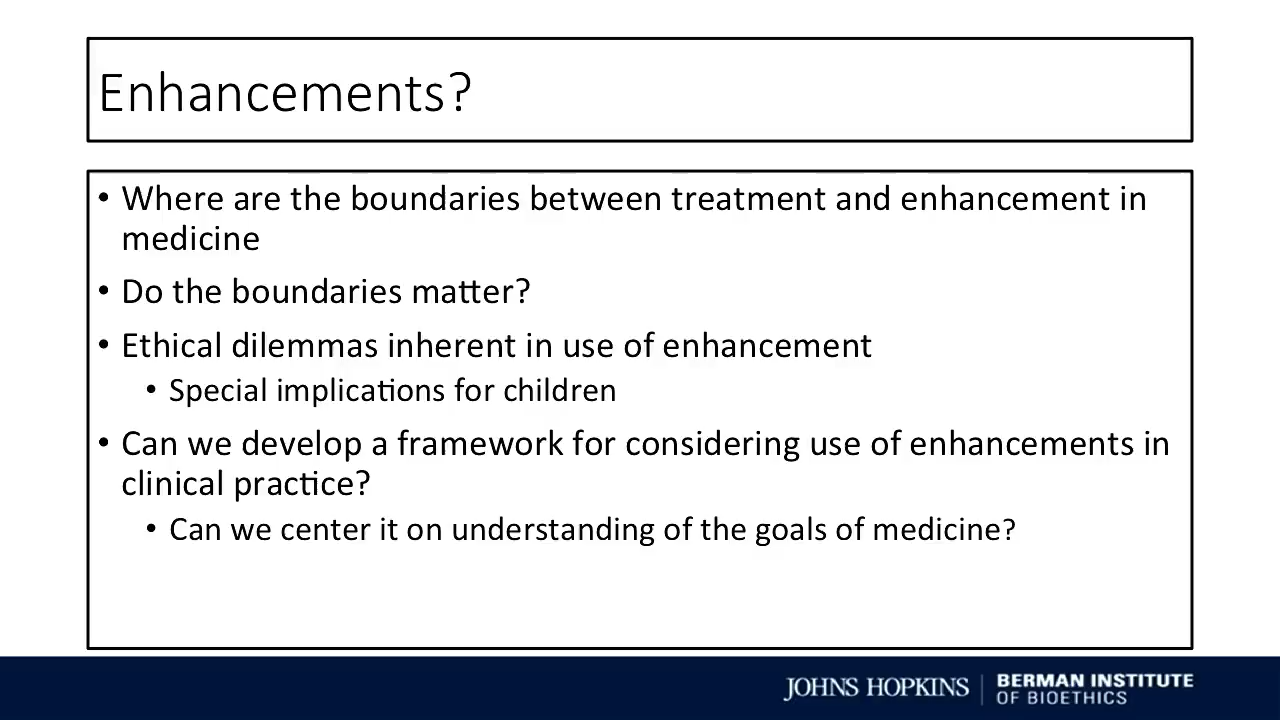 Enhancements?
• Where are the boundaries between treatment and enhancement in
medicine
• Do the boundaries matter?
• Ethical dilemmas inherent in use of enhancement
• Special implications for children
• Can we develop a framework for considering use of enhancements in
clinical practice?
• Can we center it on understanding of the goals of medicine?
JOHNS HOPKINS | BERMAN INSTITUTE
OF BIOETHICS